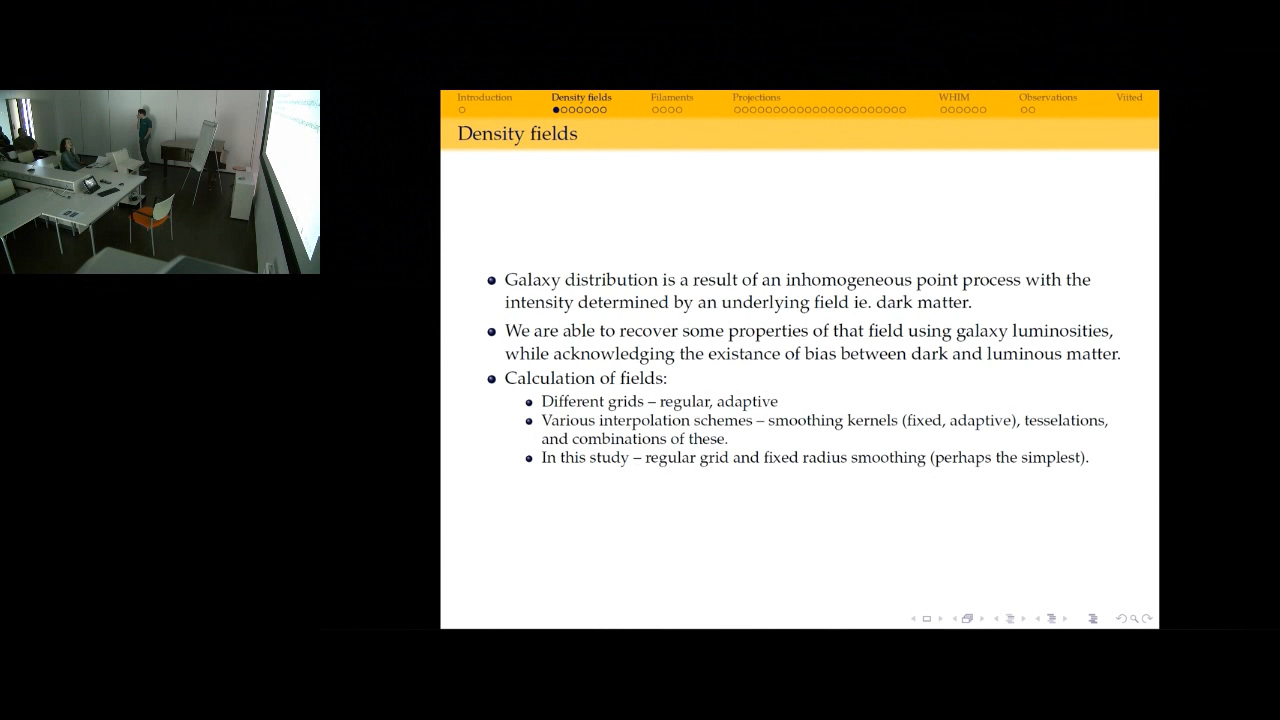 Introduction Density fields Filaments Projections WHIM Observations Viited
Density fields
Galaxy distribution is a result of an inhomogeneous point process with the
intensity determined by an underlying field ie. dark matter.
We are able to recover some properties of that field using galaxy luminosities,
while acknowledging the existance of bias between dark and luminous matter.
Calculation of fields:
Different grids – regular, adaptive
Various interpolation schemes – smoothing kernels (fixed, adaptive), tesselations,
and combinations of these.
In this study – regular grid and fixed radius smoothing (perhaps the simplest).